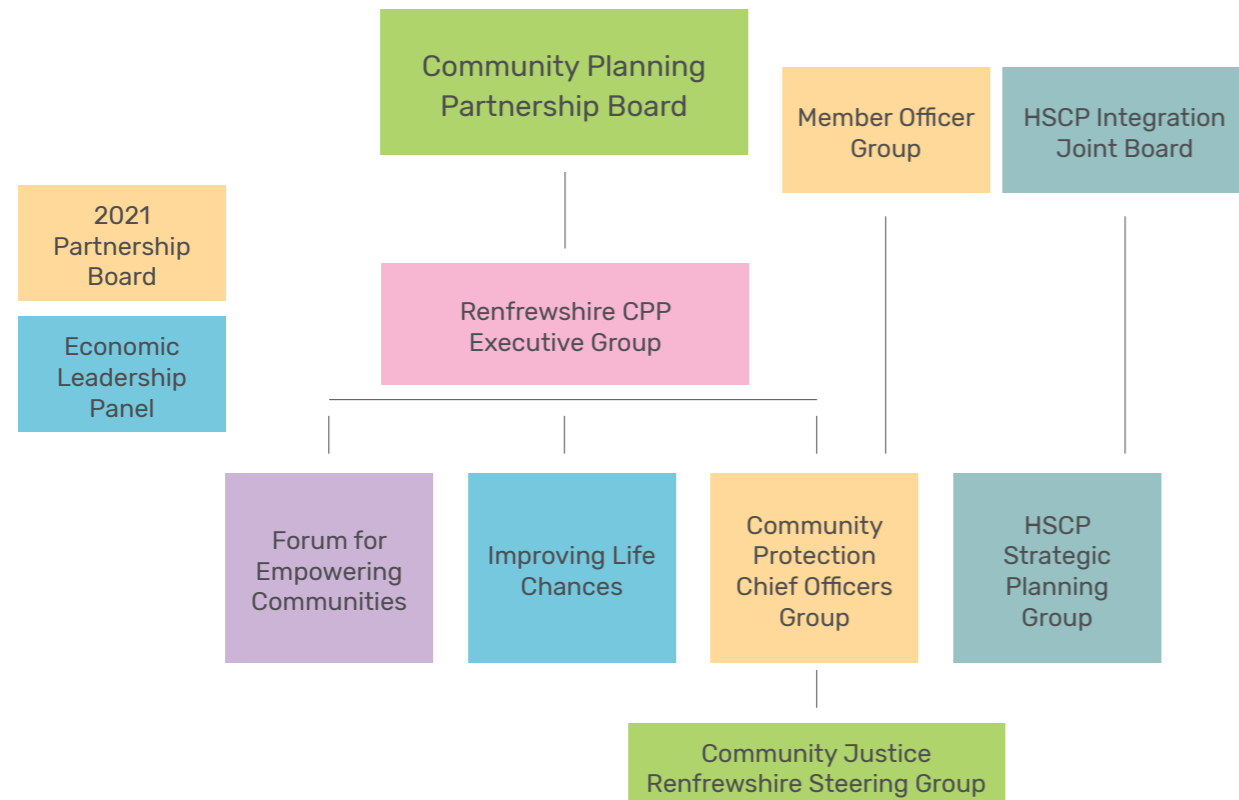 Community Planning
Partnership Board
Member Officer
Group
HSCP Integration
Joint Board
2021
Partnership
Board
Economic
Leadership
Panel
Renfrewshire CPP
Executive Group
Forum for
Empowering
Communities
Improving Life
Chances
Community
Protection
Chief Officers
Group
HSCP
Strategic
Planning
Group
Community Justice
Renfrewshire Steering Group